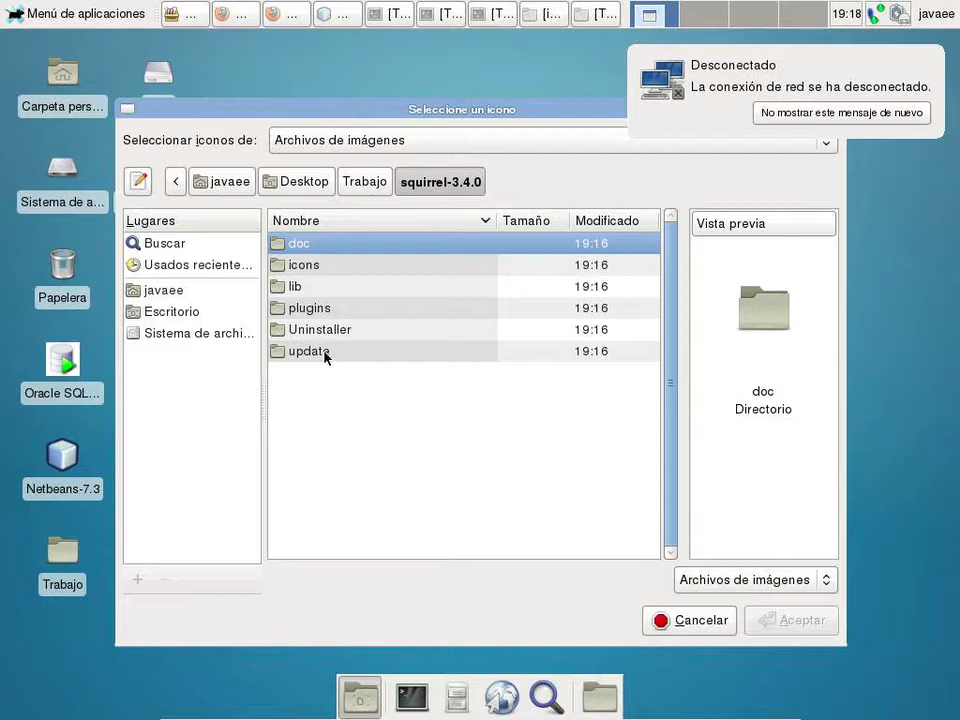 Menú de aplicaciones
...
...
...
...
[T...
[T...
[T...
[i...
[T...
19:18
javaee
Desconectado
La conexión de red se ha desconectado.
No mostrar este mensaje de nuevo
Carpeta pers...
Sistema de a...
Papelera
Oracle SQL...
Netbeans-7.3
Trabajo
Seleccione un icono
Seleccionar iconos de:
Archivos de imágenes
javaee
Desktop
Trabajo
squirrel-3.4.0
Lugares
Buscar
Usados reciente...
javaee
Escritorio
Sistema de archi...
Nombre
Tamaño
Modificado
doc
19:16
icons
19:16
lib
19:16
plugins
19:16
Uninstaller
19:16
update
19:16
Vista previa
doc
Directorio
Archivos de imágenes
Cancelar
Aceptar